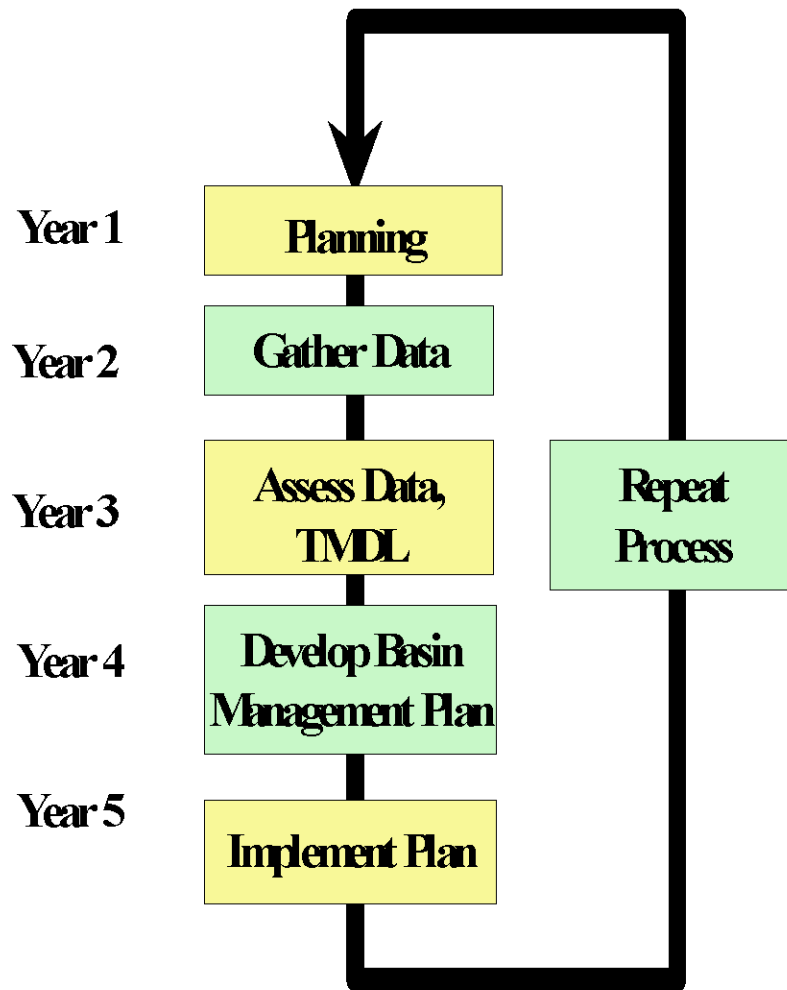 Year 1
Planning
Year 2
Gather Data
Year 3
Assess Data,
TMDL
Repeat
Process
Year 4
Develop Basin
Management Plan
Year 5
Implement Plan